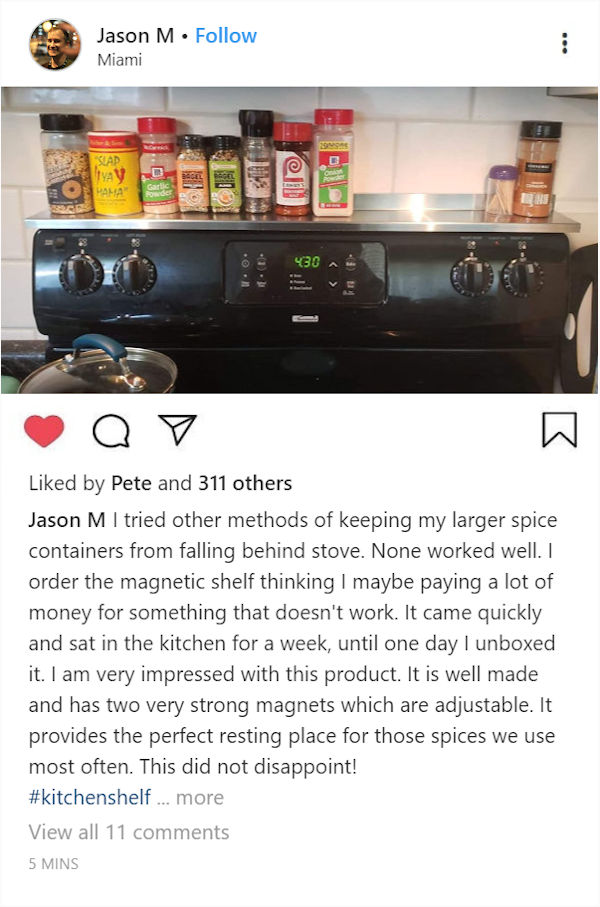 Jason M • Follow
Miami
"SLAP
YA
MAMA"
McCormick
Garlic
Powder
BAGEL
BAGEL
LAWRY'S
Onion
Powder
4:30
Liked by Pete and 311 others
Jason M I tried other methods of keeping my larger spice
containers from falling behind stove. None worked well. I
order the magnetic shelf thinking I maybe paying a lot of
money for something that doesn't work. It came quickly
and sat in the kitchen for a week, until one day I unboxed
it. I am very impressed with this product. It is well made
and has two very strong magnets which are adjustable. It
provides the perfect resting place for those spices we use
most often. This did not disappoint!
#kitchenshelf ... more
View all 11 comments
5 MINS